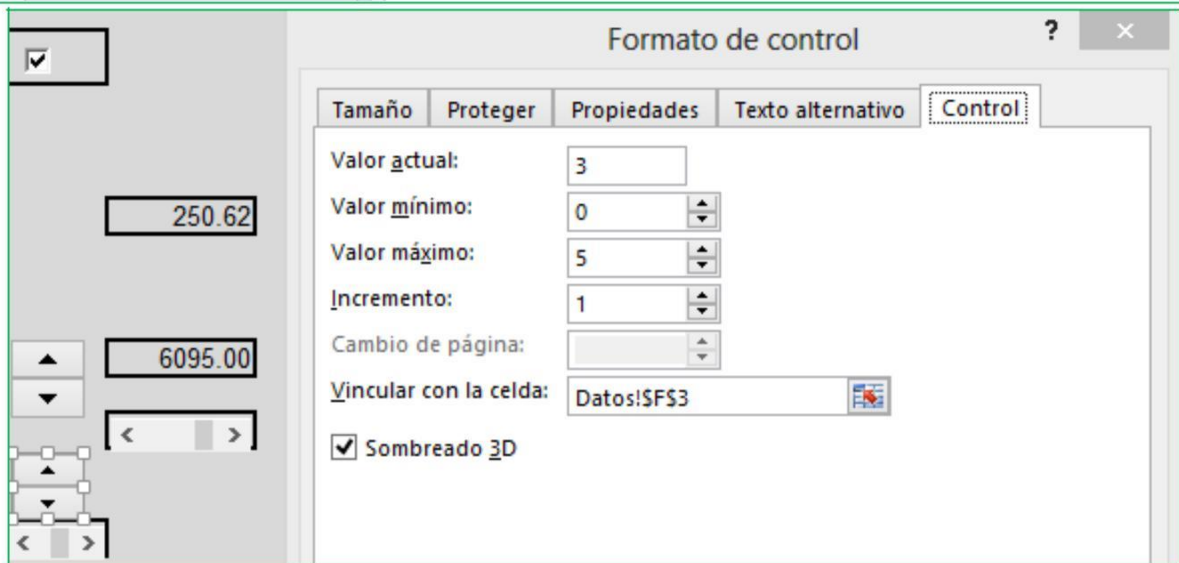 Formato de control
?
Tamaño Proteger Propiedades Texto alternativo Control
Valor actual: 3
Valor mínimo: 0
Valor máximo: 5
Incremento: 1
Cambio de página:
Vincular con la celda: Datos!$F$3
Sombreado 3D
250.62
6095.00